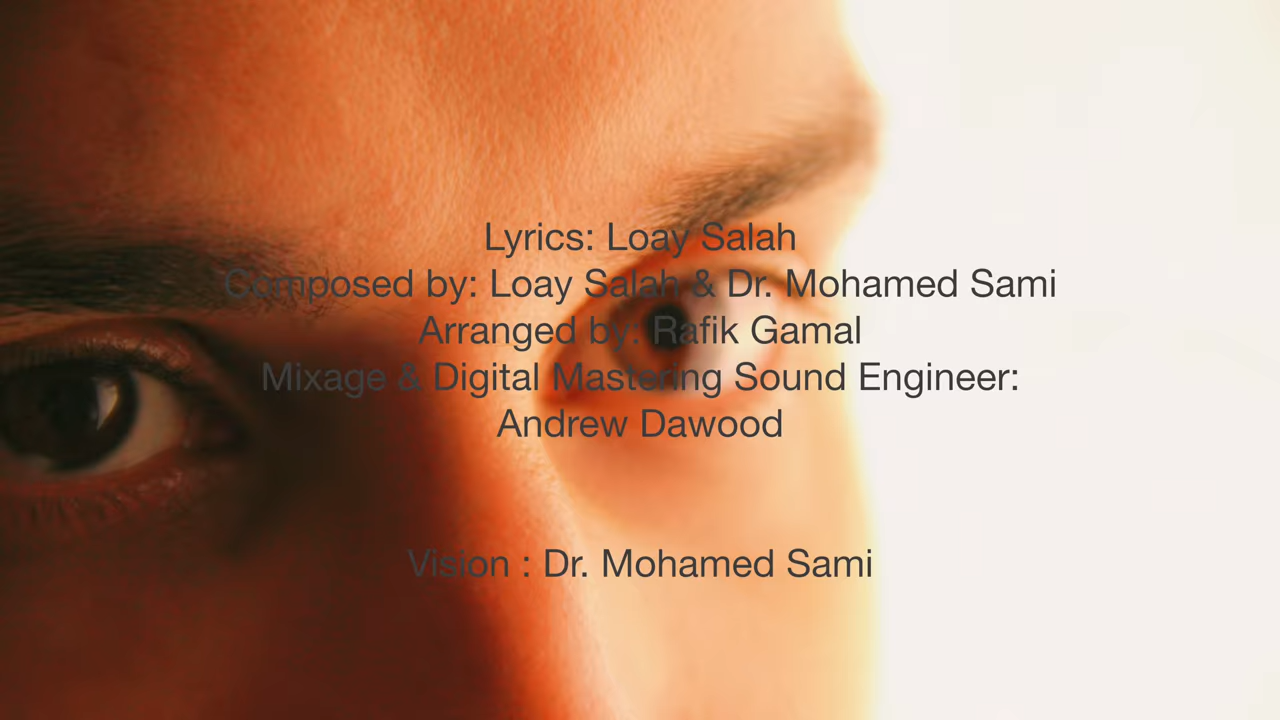 Lyrics: Loay Salah
Composed by: Loay Salah & Dr. Mohamed Sami
Arranged by: Rafik Gamal
Mixage & Digital Mastering Sound Engineer:
Andrew Dawood
Vision : Dr. Mohamed Sami